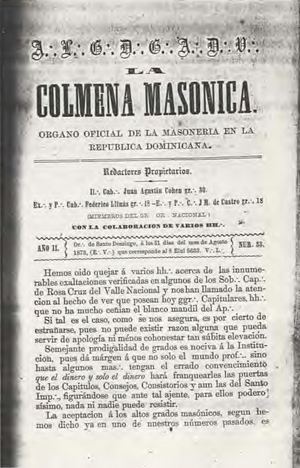 A∴ L∴ G∴ D∴ G∴ A∴ D∴ U∴
LA
COLMENA MASONICA.
ORGANO OFICIAL DE LA MASONERIA EN LA
REPUBLICA DOMINICANA.
Redactores Propietarios.
Il∴ Cab∴ Juan Agustin Cohen gr∴ 30.
Ex∴ y P∴ Cab∴ Federico Llinas gr∴ 18 —E∴ y P∴ C∴ J M. de Castro gr∴ 18
(MIEMBROS DEL GR OR NACIONAL)
CON LA COLABORACION DE VARIOS HH∴
AÑO II. Or∴ de Santo Domingo, á los 21 dias del mes de Agosto NUM. 53.
1873, (E∴ V∴) que corresponde al 8 Elul 5633. V∴ L∴
Hemos oido quejar á varios hh∴ acerca de las innume-
rables exaltaciones verificadas en algunos de los Sob∴ Cap∴
de Rosa Cruz del Valle Nacional y nos han llamado la aten-
cion al hecho de ver que poseen hoy ggr∴ Capitulares, hh∴
que no ha mucho ceñian el blanco mandil del Ap∴
Si tal es el caso, como se nos asegura, es por cierto de
estrañarse, pues no puede existir razon alguna que pueda
servir de apología ni ménos cohonestar tan súbita elevación.
Semejante prodigalidad de grados es nociva á la Institu-
cion, pues dá márgen á que no solo el mundo prof∴, sino
hasta algunos mas∴ tengan el errado convencimiento
que el dinero y solo el dinero hará franquearles las puertas
de los Capitulos, Consejos, Consistorios y aun las del Santo
Imp∴, figurándose que ante tal ajente, para ellos podero
sísimo, nada ni nadie puede resistir.
La aceptacion á los altos grados masónicos, segun he-
mos dicho ya en uno de nuestros números pasados, es